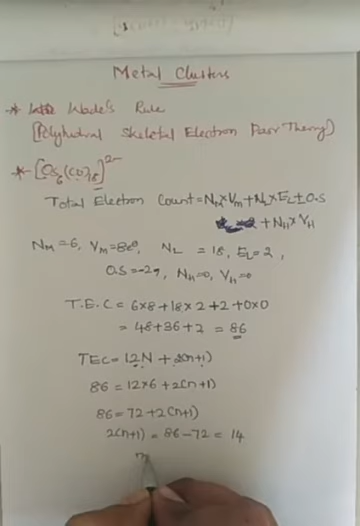 Metal Clusters
* Wade's Rule
[Polyhedral Skeletal Electron Pair Theory)
* [Os6(CO)18]2-
Total Electron Count = NM×VM + NL×EL ± O.S
+ NH×VH
NM = 6, VM = 8e⁻, NL = 18, EL = 2,
O.S = -2, NH = 0, VH = 0
T.E.C = 6×8 + 18×2 + 2 + 0×0
= 48 + 36 + 2 = 86
TEC = 12N + 2(n+1)
86 = 12×6 + 2(n+1)
86 = 72 + 2(n+1)
2(n+1) = 86 - 72 = 14
n